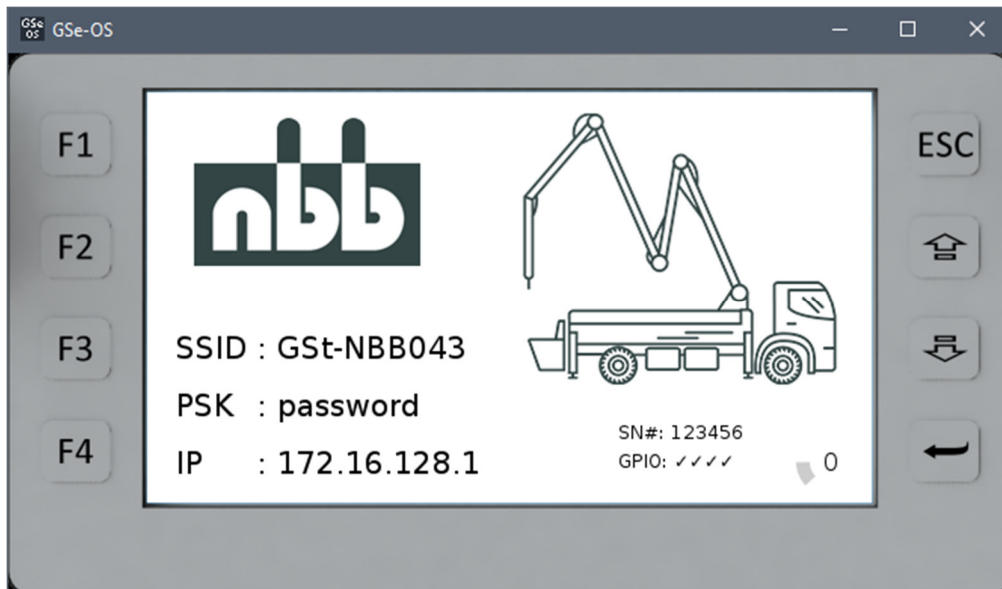 GSe OS GSe-OS
F1
F2
F3
F4
nbb
SSID : GSt-NBB043
PSK : password
IP : 172.16.128.1
SN#: 123456
GPIO: ✓✓✓✓
0
ESC